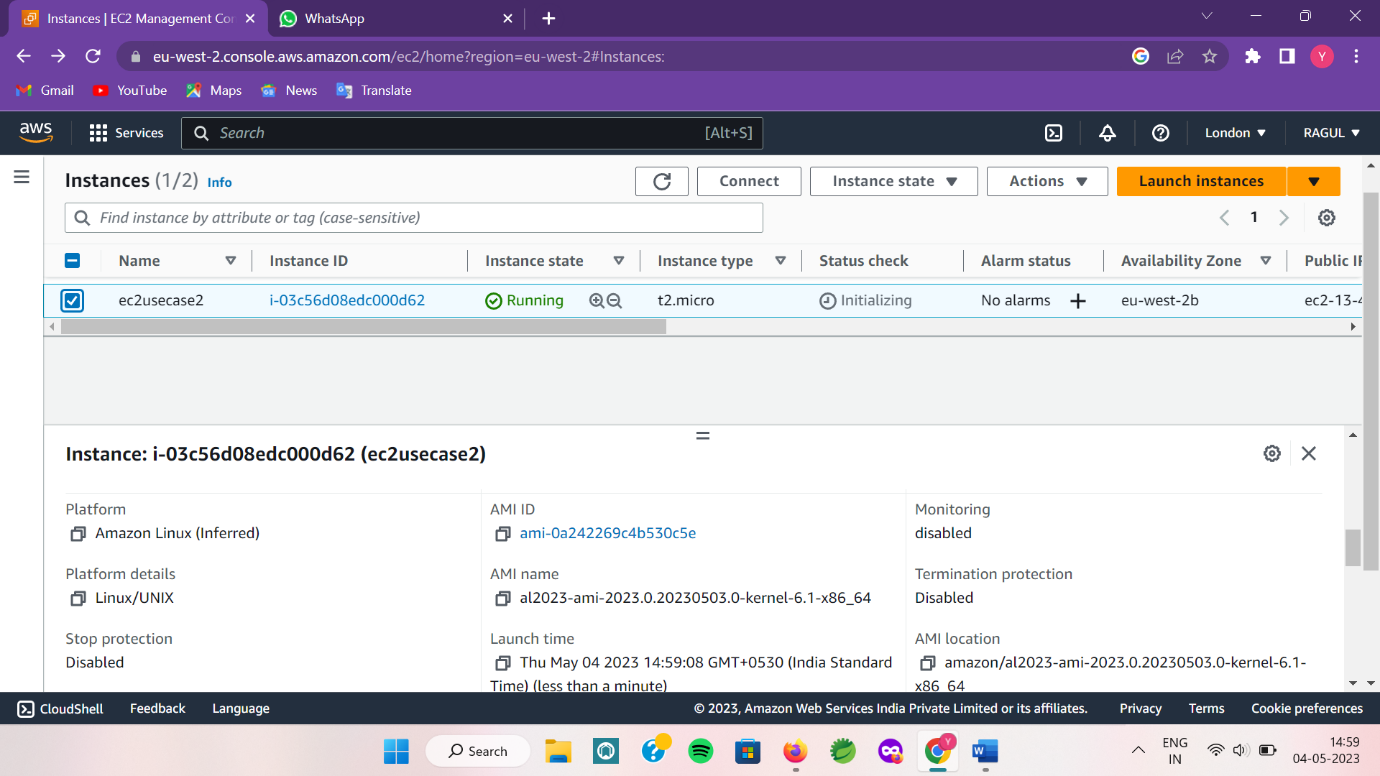 Instances | EC2 Management Con
WhatsApp
eu-west-2.console.aws.amazon.com/ec2/home?region=eu-west-2#Instances:
Y
Gmail YouTube Maps News Translate
aws Services Search [Alt+S] London RAGUL
Instances (1/2) Info Connect Instance state Actions Launch instances
Find instance by attribute or tag (case-sensitive) 1
Name Instance ID Instance state Instance type Status check Alarm status Availability Zone Public IP
ec2usecase2 i-03c56d08edc000d62 Running t2.micro Initializing No alarms + eu-west-2b ec2-13-4
Instance: i-03c56d08edc000d62 (ec2usecase2)
Platform AMI ID Monitoring
Amazon Linux (Inferred) ami-0a242269c4b530c5e disabled
Platform details AMI name Termination protection
Linux/UNIX al2023-ami-2023.0.20230503.0-kernel-6.1-x86_64 Disabled
Stop protection Launch time AMI location
Disabled Thu May 04 2023 14:59:08 GMT+0530 (India Standard amazon/al2023-ami-2023.0.20230503.0-kernel-6.1-
Time) (less than a minute) x86_64
CloudShell Feedback Language © 2023, Amazon Web Services India Private Limited or its affiliates. Privacy Terms Cookie preferences
Search Y ENG 14:59
IN 04-05-2023